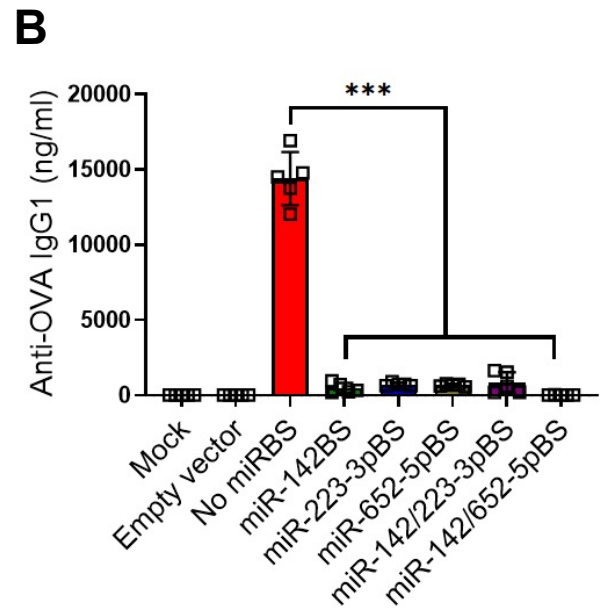 B
Anti-OVA IgG1 (ng/ml)
20000
15000
10000
5000
0
***
Mock
Empty vector
No miRBS
miR-142BS
miR-223-3pBS
miR-652-5pBS
miR-142/223-3pBS
miR-142/652-5pBS